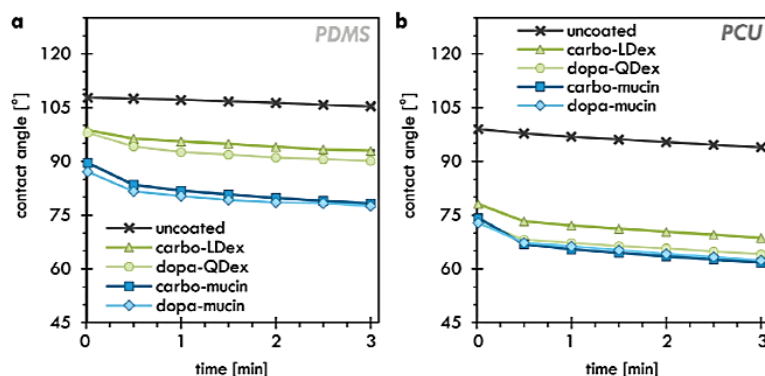 a
PDMS
120
105
90
75
60
45
contact angle [°]
uncoated
carbo-LDex
dopa-QDex
carbo-mucin
dopa-mucin
0
1
2
3
time [min]
b
PCU
120
105
90
75
60
45
contact angle [°]
uncoated
carbo-LDex
dopa-QDex
carbo-mucin
dopa-mucin
0
1
2
3
time [min]